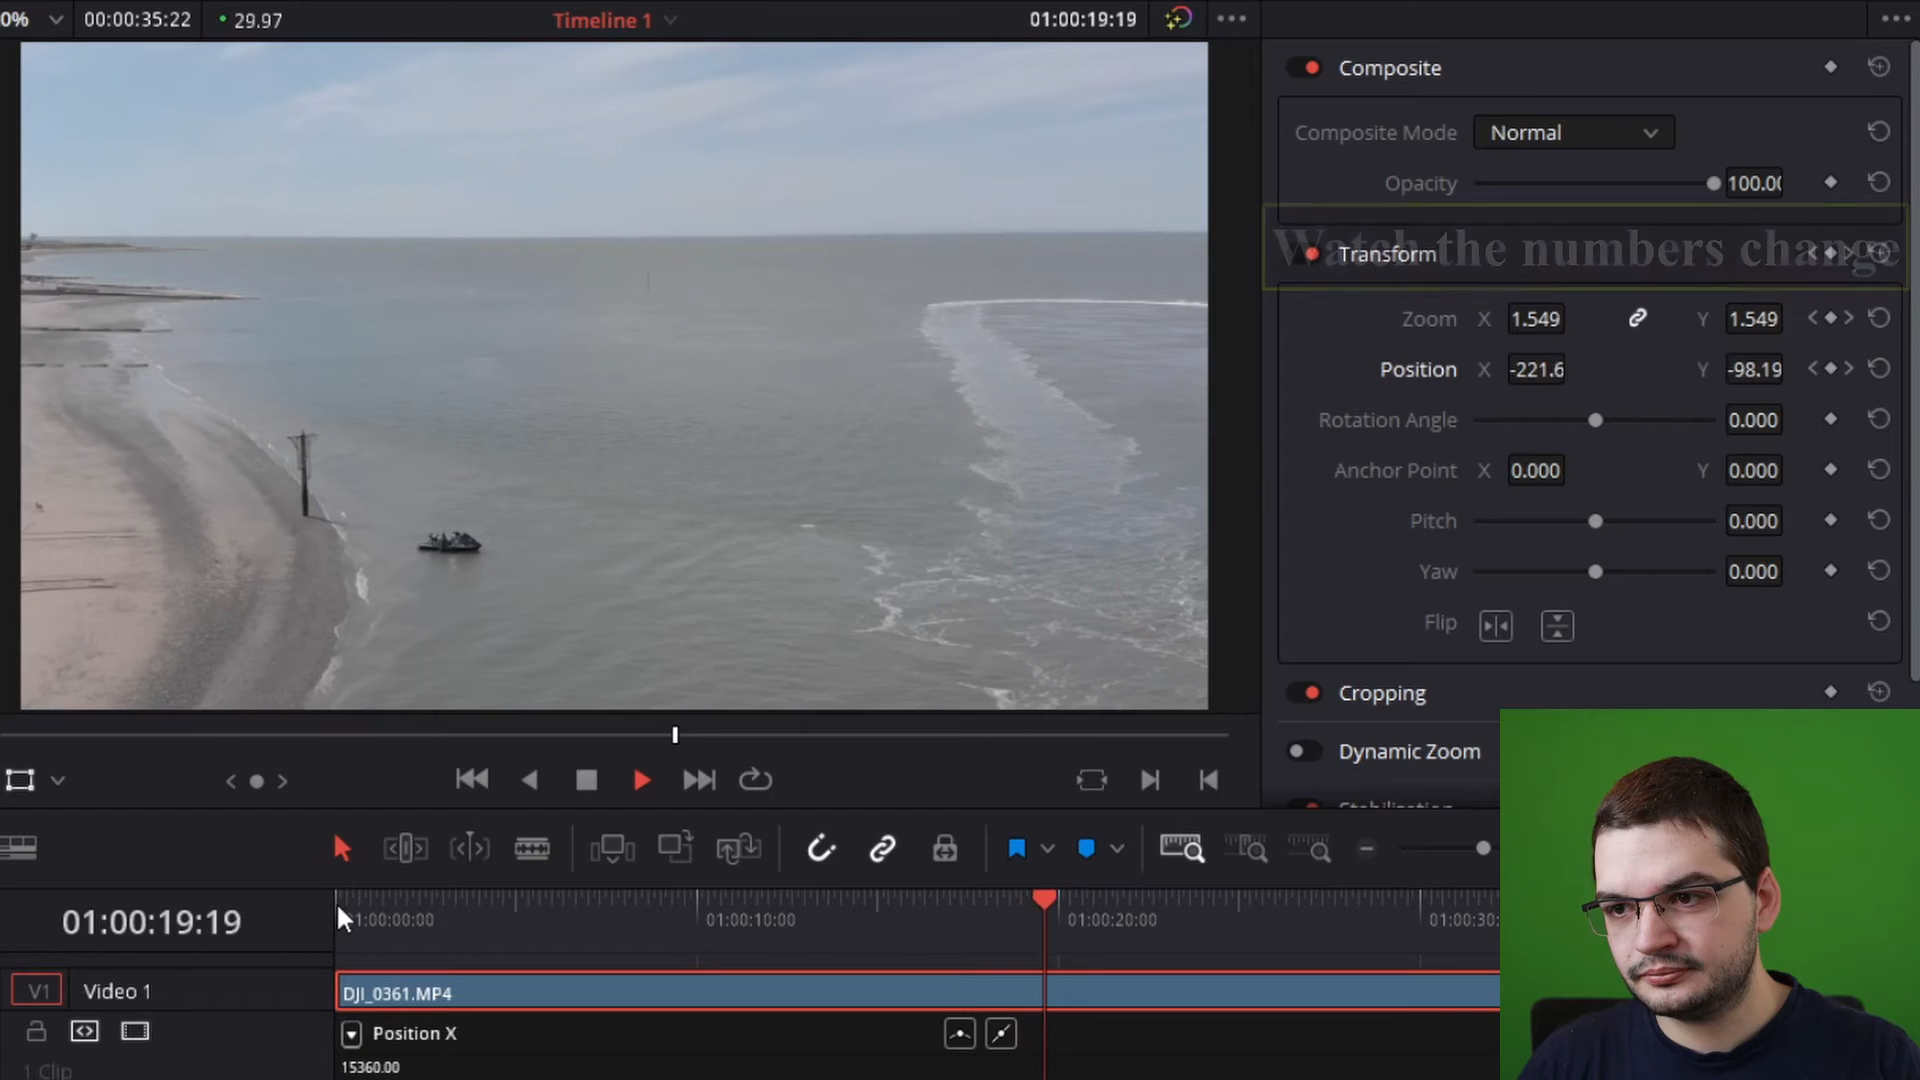 0% 00:00:35:22 29.97 Timeline 1 01:00:19:19
Composite
Composite Mode Normal
Opacity 100.00
Watch the numbers change
Transform
Zoom X 1.549 Y 1.549
Position X -221.6 Y -98.19
Rotation Angle 0.000
Anchor Point X 0.000 Y 0.000
Pitch 0.000
Yaw 0.000
Flip
Cropping
Dynamic Zoom
Stabilization
01:00:19:19 01:00:00:00 01:00:10:00 01:00:20:00 01:00:30:
V1 Video 1 DJI_0361.MP4
Position X
1 Clip 15360.00